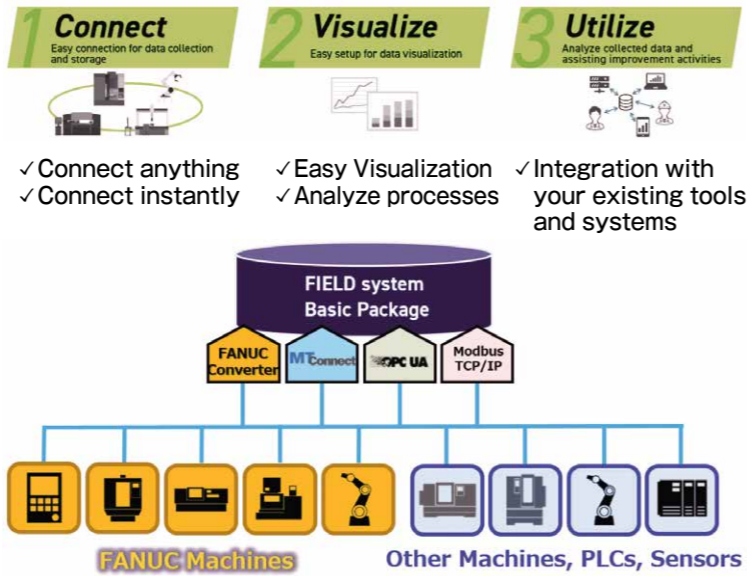 1 Connect
Easy connection for data collection
and storage
2 Visualize
Easy setup for data visualization
3 Utilize
Analyze collected data and
assisting improvement activities
✓Connect anything
✓Connect instantly
✓Easy Visualization
✓Analyze processes
✓Integration with
your existing tools
and systems
FIELD system
Basic Package
FANUC
Converter
MTConnect
OPC UA
Modbus
TCP/IP
FANUC Machines
Other Machines, PLCs, Sensors